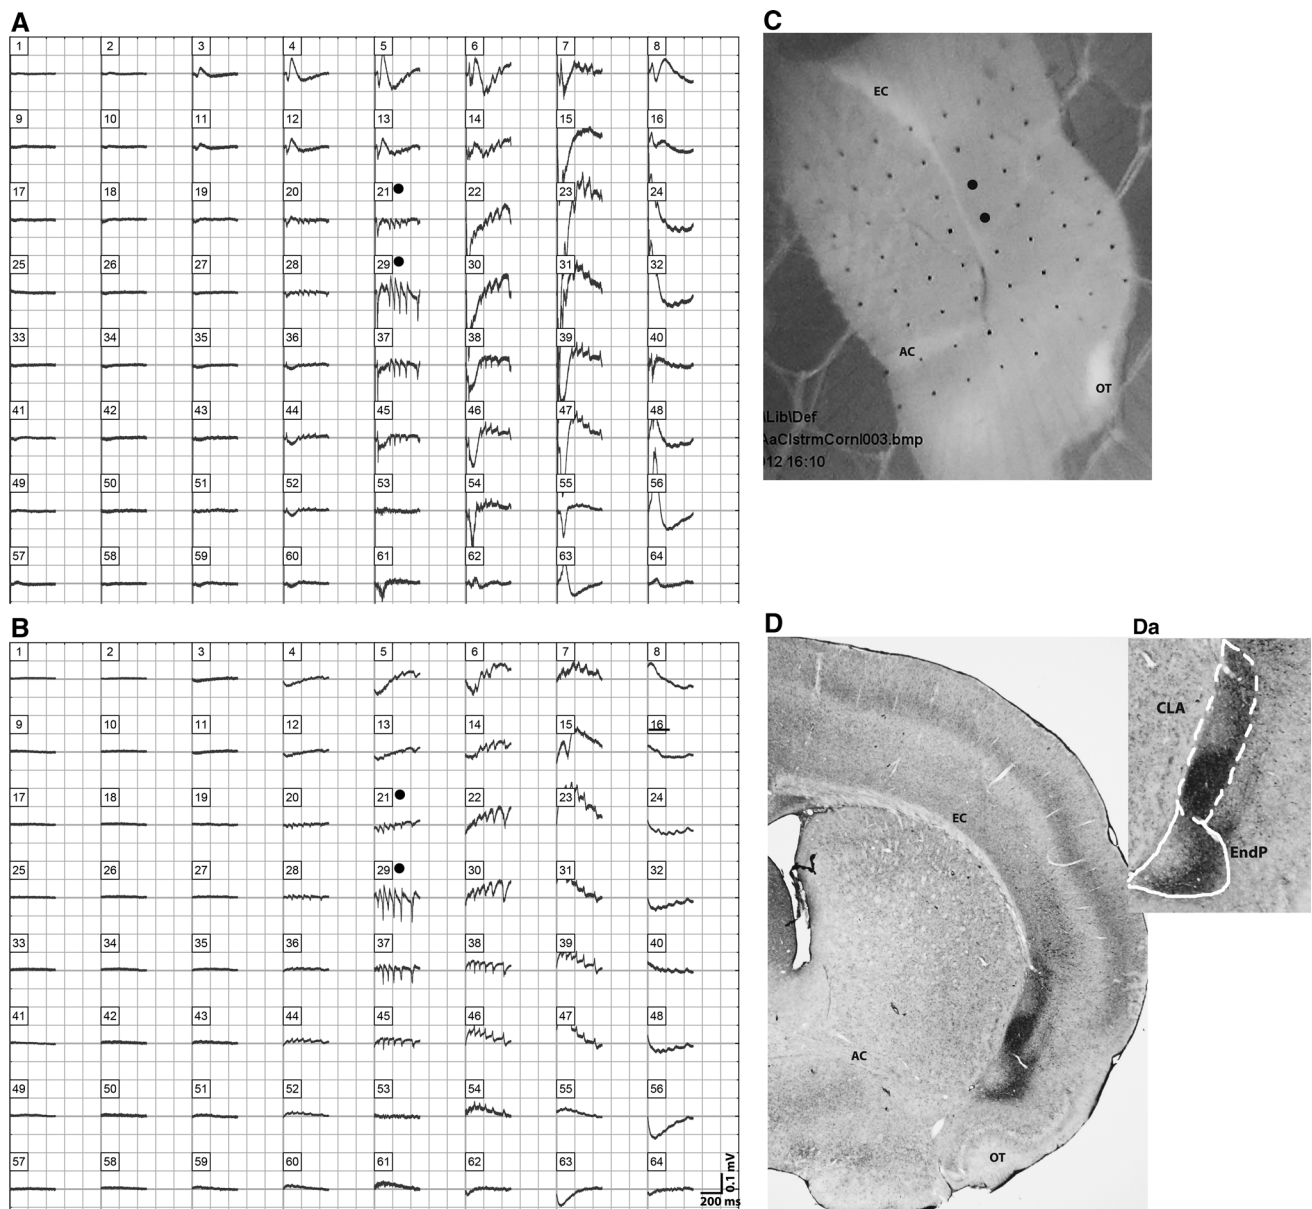 A
1 2 3 4 5 6 7 8
9 10 11 12 13 14 15 16
17 18 19 20 21 22 23 24
25 26 27 28 29 30 31 32
33 34 35 36 37 38 39 40
41 42 43 44 45 46 47 48
49 50 51 52 53 54 55 56
57 58 59 60 61 62 63 64
B
1 2 3 4 5 6 7 8
9 10 11 12 13 14 15 16
17 18 19 20 21 22 23 24
25 26 27 28 29 30 31 32
33 34 35 36 37 38 39 40
41 42 43 44 45 46 47 48
49 50 51 52 53 54 55 56
57 58 59 60 61 62 63 64
0.1 mV
200 ms
C
EC
AC
OT
\Lib\Def
AaClstrmCornl003.bmp
012 16:10
D
EC
AC
OT
Da
CLA
EndP